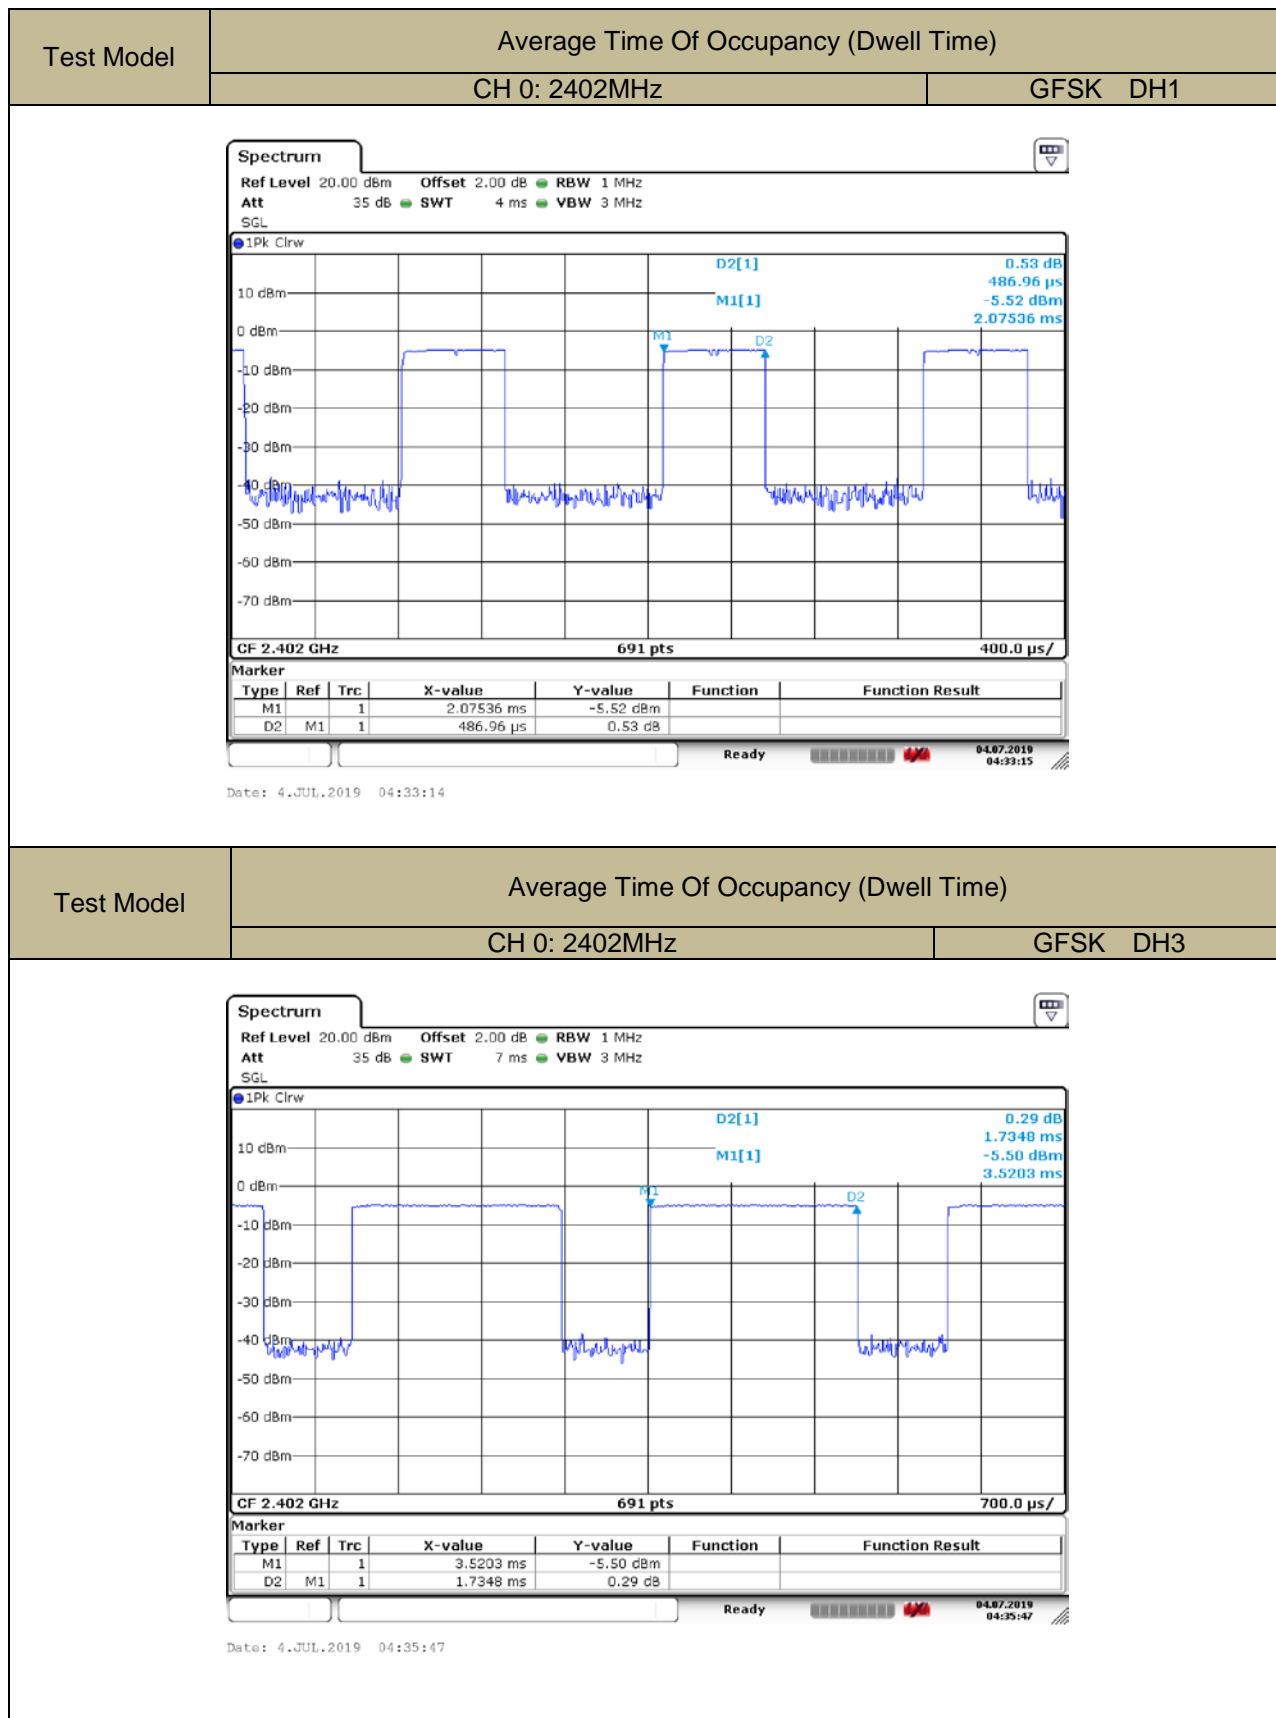 Test Model
Average Time Of Occupancy (Dwell Time)
CH 0: 2402MHz GFSK DH1
Spectrum
Ref Level 20.00 dBm Offset 2.00 dB RBW 1 MHz
Att 35 dB SWT 4 ms VBW 3 MHz
SGL
1Pk Clrw
D2[1] 0.53 dB
486.96 µs
10 dBm
M1[1] -5.52 dBm
2.07536 ms
0 dBm
M1 D2
-10 dBm
-20 dBm
-30 dBm
-40 dBm
-50 dBm
-60 dBm
-70 dBm
CF 2.402 GHz 691 pts 400.0 µs/
Marker
Type Ref Trc X-value Y-value Function Function Result
M1 1 2.07536 ms -5.52 dBm
D2 M1 1 486.96 µs 0.53 dB
Ready 04.07.2019
04:33:15
Date: 4.JUL.2019 04:33:14
Test Model
Average Time Of Occupancy (Dwell Time)
CH 0: 2402MHz GFSK DH3
Spectrum
Ref Level 20.00 dBm Offset 2.00 dB RBW 1 MHz
Att 35 dB SWT 7 ms VBW 3 MHz
SGL
1Pk Clrw
D2[1] 0.29 dB
1.7348 ms
10 dBm
M1[1] -5.50 dBm
3.5203 ms
0 dBm
M1 D2
-10 dBm
-20 dBm
-30 dBm
-40 dBm
-50 dBm
-60 dBm
-70 dBm
CF 2.402 GHz 691 pts 700.0 µs/
Marker
Type Ref Trc X-value Y-value Function Function Result
M1 1 3.5203 ms -5.50 dBm
D2 M1 1 1.7348 ms 0.29 dB
Ready 04.07.2019
04:35:47
Date: 4.JUL.2019 04:35:47